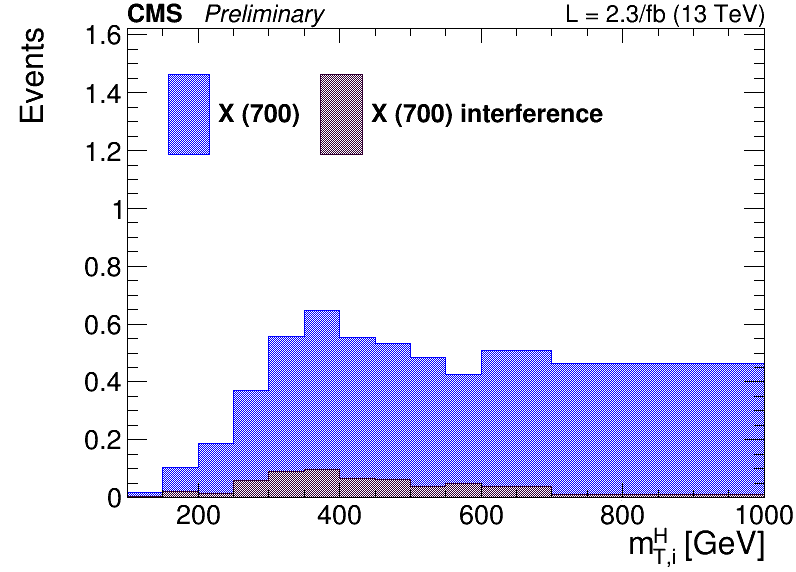 CMS Preliminary L = 2.3/fb (13 TeV)
Events
1.6
1.4
1.2
1
0.8
0.6
0.4
0.2
0
X (700) X (700) interference
200 400 600 800 1000
m^H_{T,i} [GeV]